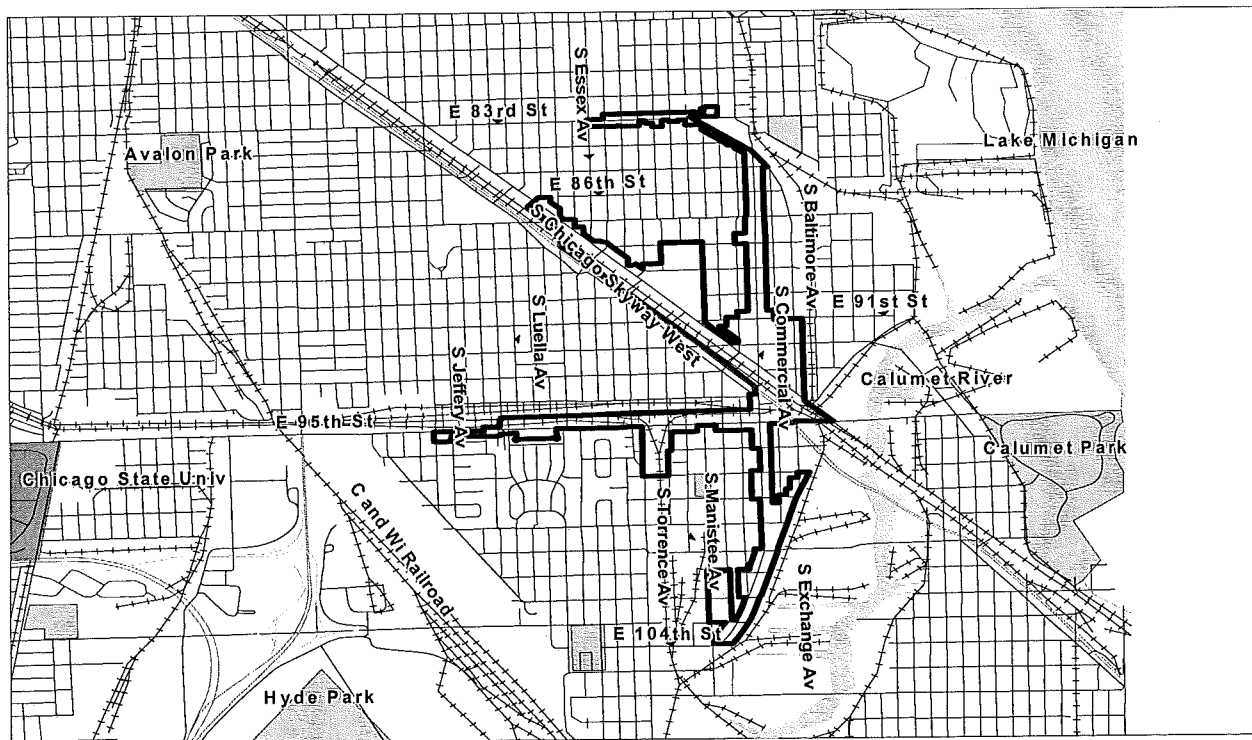 S Essex Av
E 83rd St
Lake Michigan
Avalon Park
E 86th St
S Baltimore Av
S Chicago Skyway West
E 91st St
S Luella Av
S Commercial Av
S Jeffery Av
Calumet River
E 95th St
Calumet Park
Chicago State Univ
C and WI Railroad
S Torrence Av
S Manistee Av
S Exchange Av
E 104th St
Hyde Park